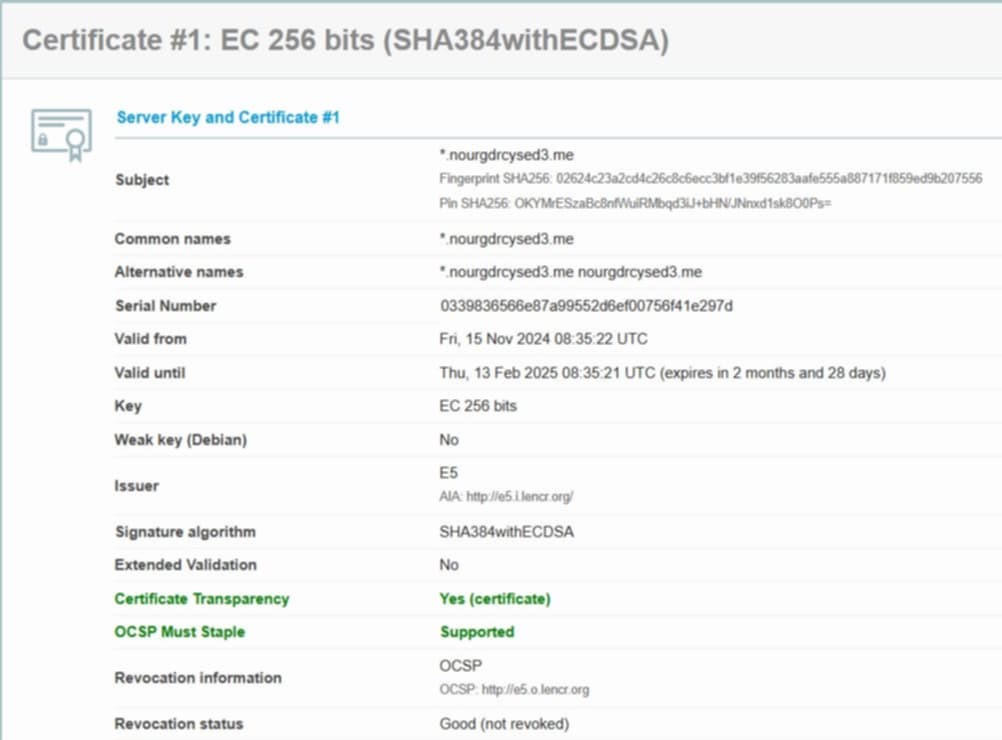 Certificate #1: EC 256 bits (SHA384withECDSA)
Server Key and Certificate #1
Subject
*.nourgdrcysed3.me
Fingerprint SHA256: 02624c23a2cd4c26c8c6ecc3bf1e39f56283aafe555a887171f859ed9b207556
Pin SHA256: OKYMrESzaBc8nfWuiRMbqd3iJ+bHN/JNnxd1sk8O0Ps=
Common names *.nourgdrcysed3.me
Alternative names *.nourgdrcysed3.me nourgdrcysed3.me
Serial Number 0339836566e87a99552d6ef00756f41e297d
Valid from Fri, 15 Nov 2024 08:35:22 UTC
Valid until Thu, 13 Feb 2025 08:35:21 UTC (expires in 2 months and 28 days)
Key EC 256 bits
Weak key (Debian) No
Issuer
E5
AIA: http://e5.i.lencr.org/
Signature algorithm SHA384withECDSA
Extended Validation No
Certificate Transparency Yes (certificate)
OCSP Must Staple Supported
Revocation information
OCSP
OCSP: http://e5.o.lencr.org
Revocation status Good (not revoked)